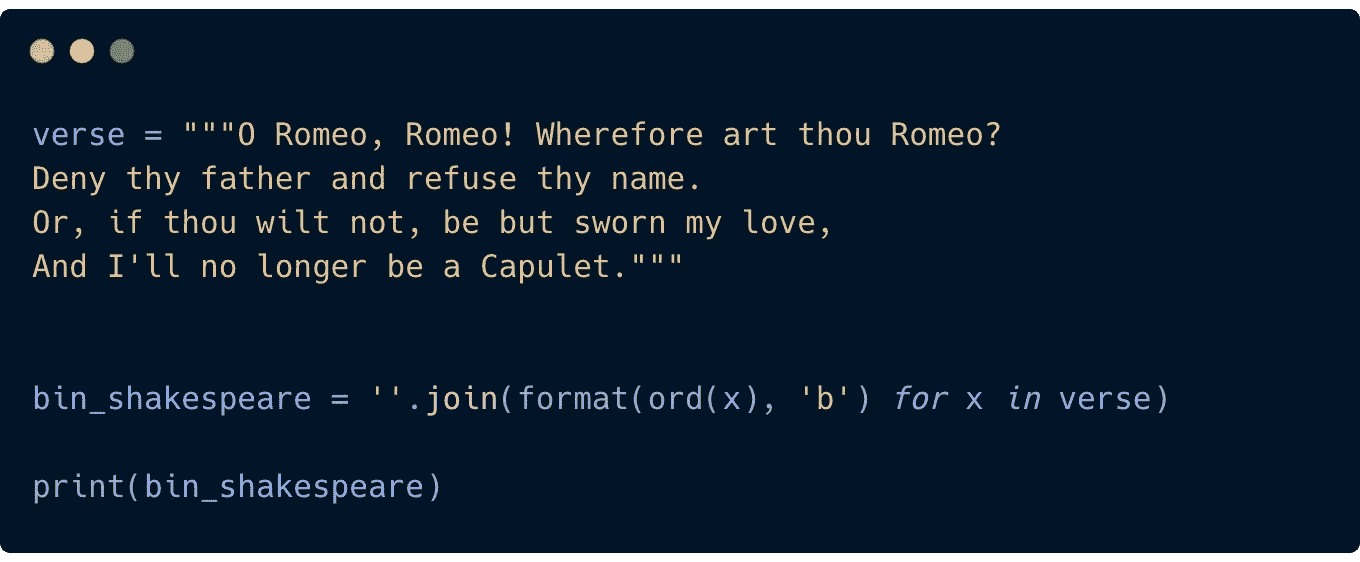 verse = """O Romeo, Romeo! Wherefore art thou Romeo?
Deny thy father and refuse thy name.
Or, if thou wilt not, be but sworn my love,
And I'll no longer be a Capulet."""
bin_shakespeare = ''.join(format(ord(x), 'b') for x in verse)
print(bin_shakespeare)